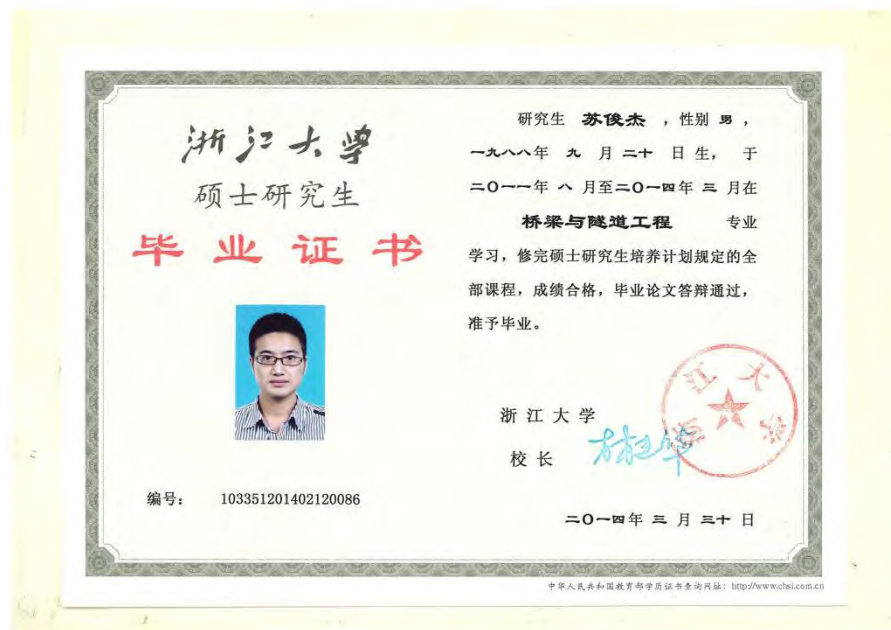 浙江大学
硕士研究生
毕业证书
编号： 103351201402120086
研究生 苏俊杰 ，性别 男 ，
一九八八年 九 月 二十 日 生， 于
二〇一一年 八 月至二〇一四年 三 月在
桥梁与隧道工程 专业
学习，修完硕士研究生培养计划规定的全
部课程，成绩合格，毕业论文答辩通过，
准予毕业。
浙江大学
浙 江 大 学
校 长
二〇一四年 三 月 三十 日
中华人民共和国教育部学历证书查询网址：http://www.chsi.com.cn